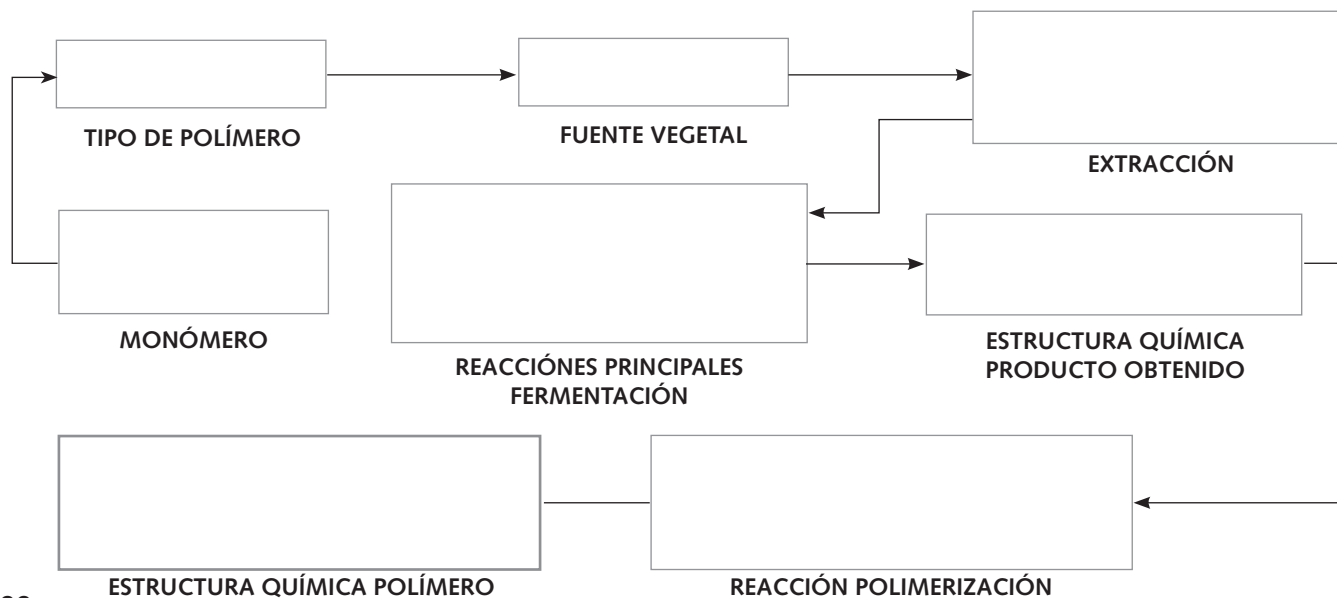 TIPO DE POLÍMERO
FUENTE VEGETAL
EXTRACCIÓN
MONÓMERO
REACCIÓNES PRINCIPALES
FERMENTACIÓN
ESTRUCTURA QUÍMICA
PRODUCTO OBTENIDO
ESTRUCTURA QUÍMICA POLÍMERO
REACCIÓN POLIMERIZACIÓN